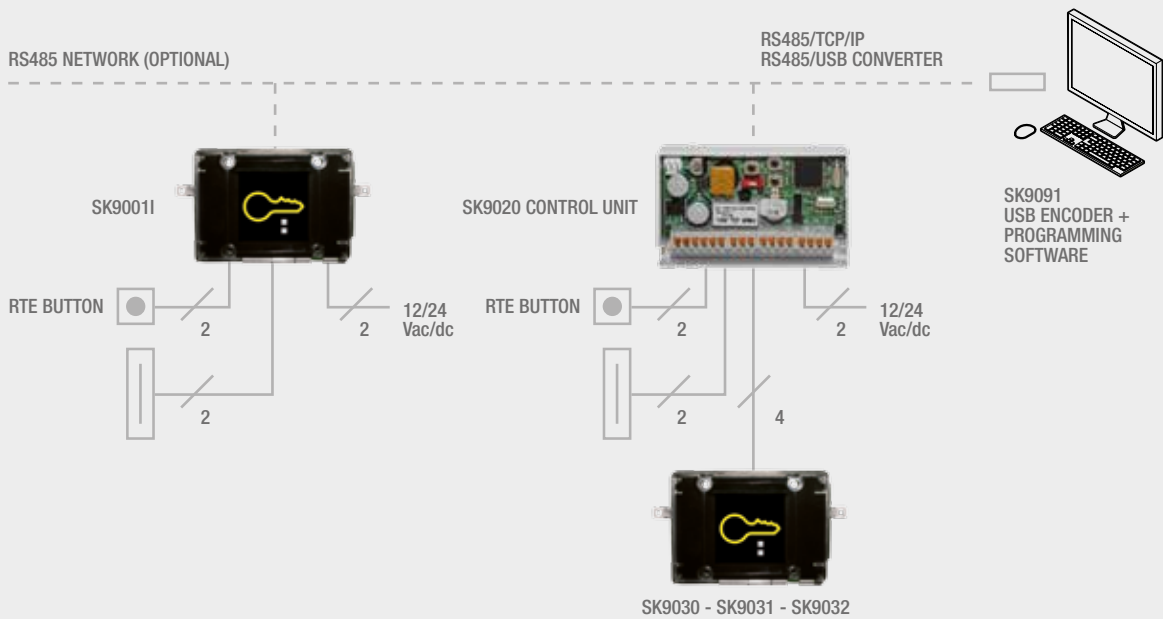 RS485 NETWORK (OPTIONAL)
RS485/TCP/IP
RS485/USB CONVERTER
SK9001I
SK9020 CONTROL UNIT
SK9091
USB ENCODER +
PROGRAMMING
SOFTWARE
RTE BUTTON
2
2
12/24
Vac/dc
2
RTE BUTTON
2
2
12/24
Vac/dc
2
4
SK9030 - SK9031 - SK9032